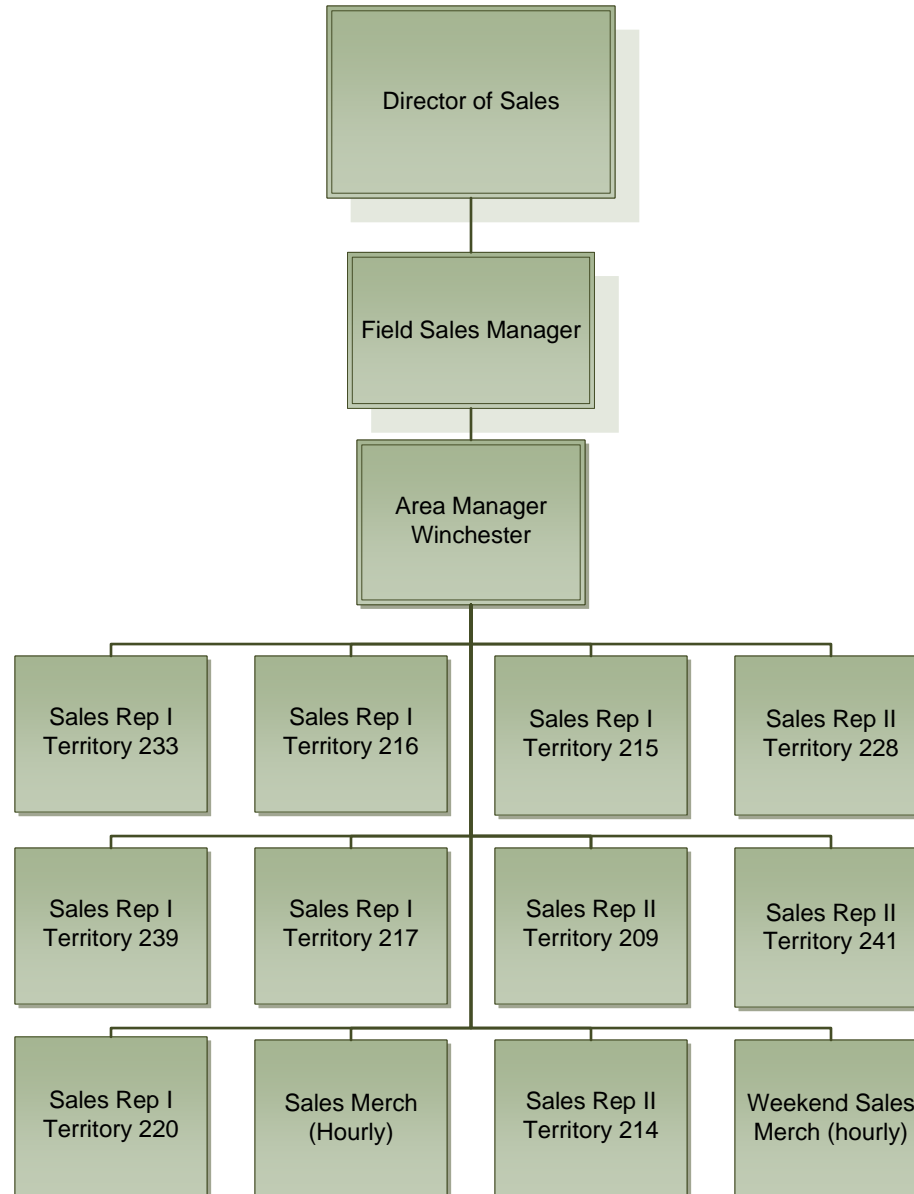 Director of Sales
Field Sales Manager
Area Manager
Winchester
Sales Rep I
Territory 233
Sales Rep I
Territory 216
Sales Rep I
Territory 215
Sales Rep II
Territory 228
Sales Rep I
Territory 239
Sales Rep I
Territory 217
Sales Rep II
Territory 209
Sales Rep II
Territory 241
Sales Rep I
Territory 220
Sales Merch
(Hourly)
Sales Rep II
Territory 214
Weekend Sales
Merch (hourly)